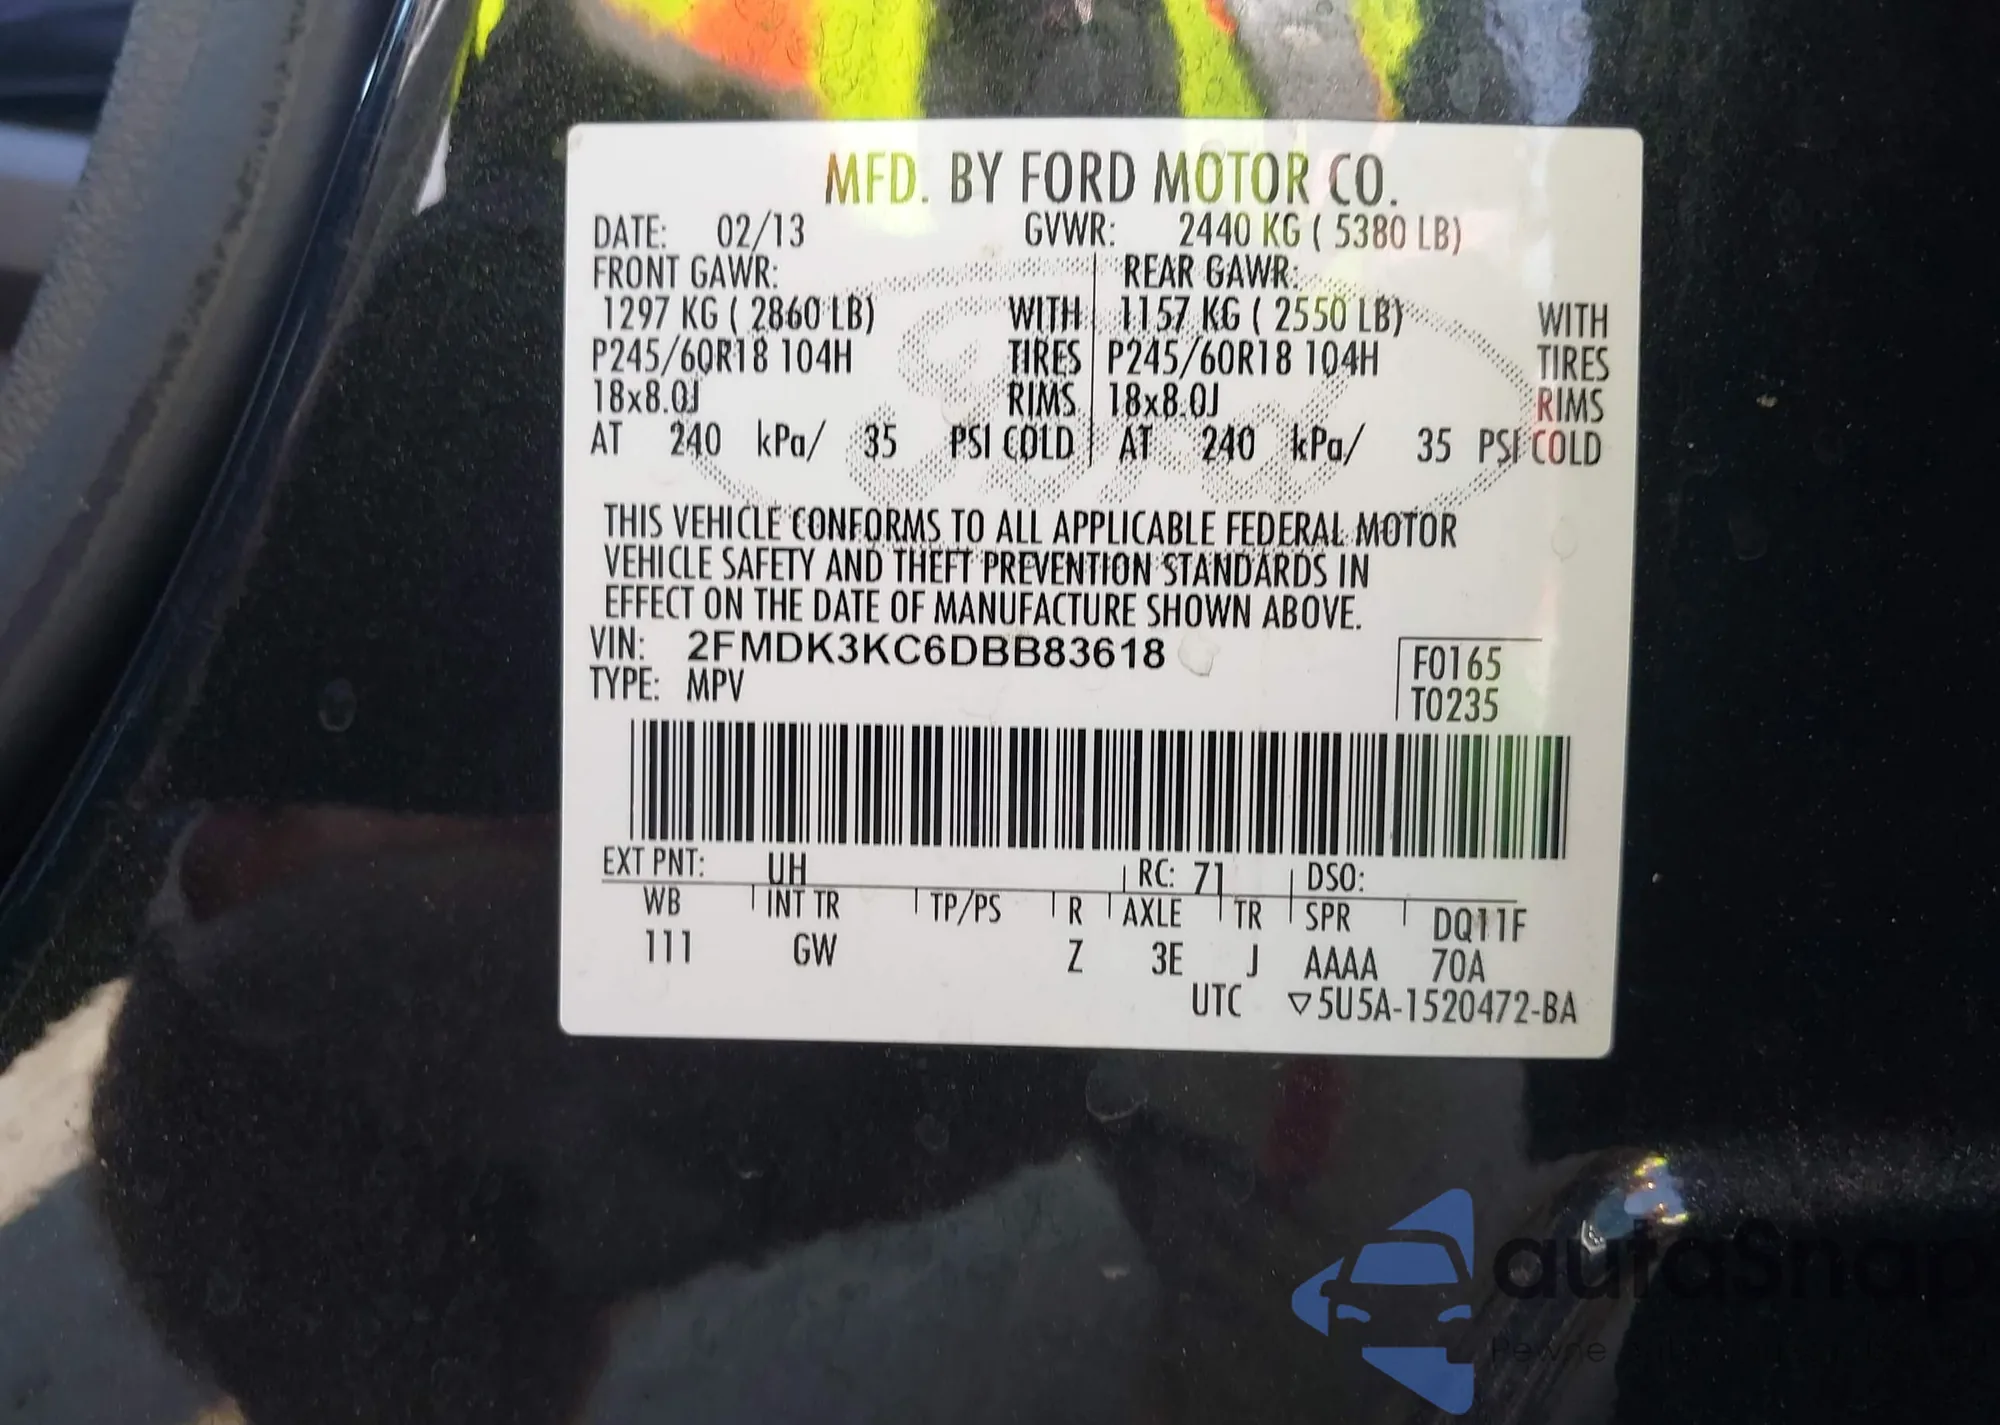 MFD. BY FORD MOTOR CO.
DATE: 02/13 GVWR: 2440 KG ( 5380 LB)
FRONT GAWR: REAR GAWR:
1297 KG ( 2860 LB) WITH 1157 KG ( 2550 LB) WITH
P245/60R18 104H TIRES P245/60R18 104H TIRES
18x8.0J RIMS 18x8.0J RIMS
AT 240 kPa/ 35 PSI COLD AT 240 kPa/ 35 PSI COLD
THIS VEHICLE CONFORMS TO ALL APPLICABLE FEDERAL MOTOR
VEHICLE SAFETY AND THEFT PREVENTION STANDARDS IN
EFFECT ON THE DATE OF MANUFACTURE SHOWN ABOVE.
VIN: 2FMDK3KC6DBB83618 F0165
TYPE: MPV T0235
EXT PNT: UH RC: 71 DSO:
WB INT TR TP/PS R AXLE TR SPR DQ11F
111 GW Z 3E J AAAA 70A
UTC ▽5U5A-1520472-BA
autaSnap
Pewne